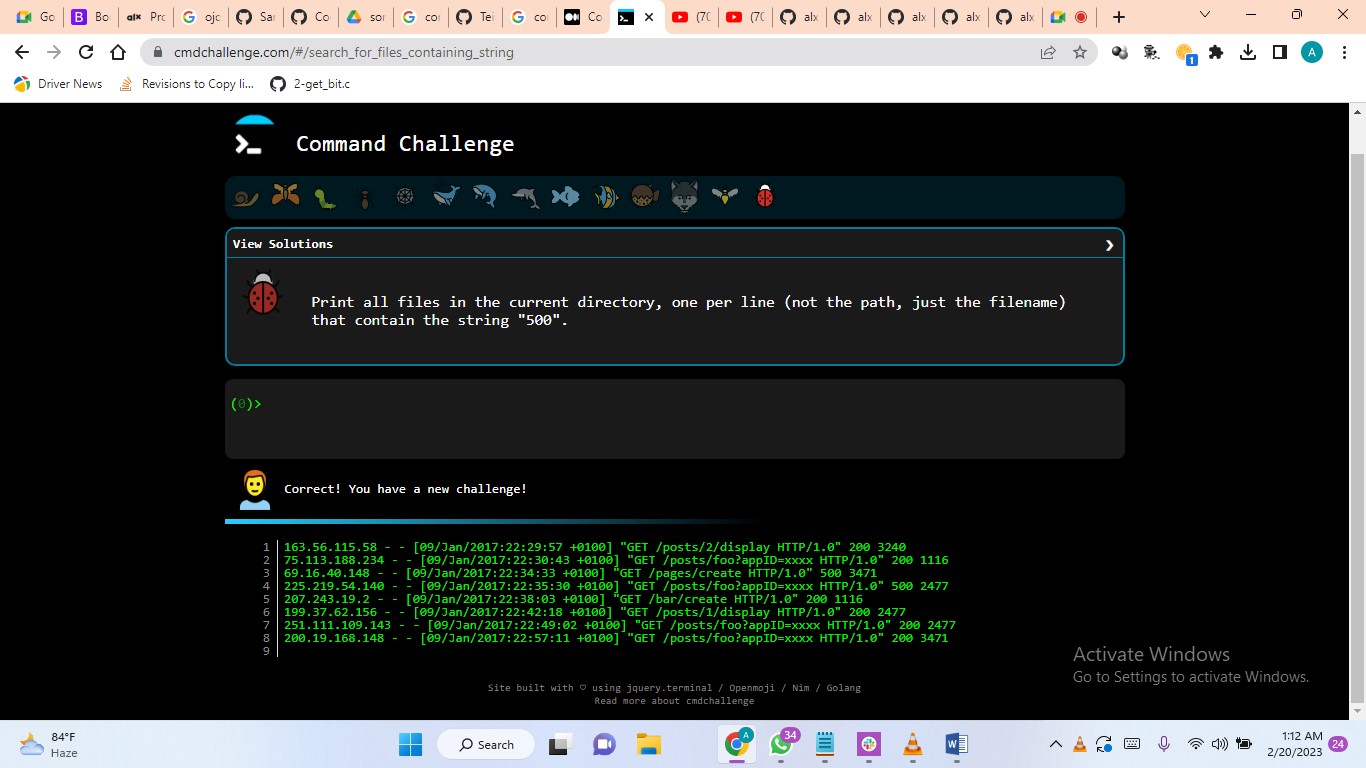 Go
Bo
alx Pro
ojc
Sa
Co
sor
cor
Tei
co
Co
(70
(70
alx
alx
alx
alx
alx
cmdchallenge.com/#/search_for_files_containing_string
1
A
Driver News
Revisions to Copy li...
2-get_bit.c
Command Challenge
View Solutions
Print all files in the current directory, one per line (not the path, just the filename)
that contain the string "500".
(0)>
Correct! You have a new challenge!
1 163.56.115.58 - - [09/Jan/2017:22:29:57 +0100] "GET /posts/2/display HTTP/1.0" 200 3240
2 75.113.188.234 - - [09/Jan/2017:22:30:43 +0100] "GET /posts/foo?appID=xxxx HTTP/1.0" 200 1116
3 69.16.40.148 - - [09/Jan/2017:22:34:33 +0100] "GET /pages/create HTTP/1.0" 500 3471
4 225.219.54.140 - - [09/Jan/2017:22:35:30 +0100] "GET /posts/foo?appID=xxxx HTTP/1.0" 500 2477
5 207.243.19.2 - - [09/Jan/2017:22:38:03 +0100] "GET /bar/create HTTP/1.0" 200 1116
6 199.37.62.156 - - [09/Jan/2017:22:42:18 +0100] "GET /posts/1/display HTTP/1.0" 200 2477
7 251.111.109.143 - - [09/Jan/2017:22:49:02 +0100] "GET /posts/foo?appID=xxxx HTTP/1.0" 200 2477
8 200.19.168.148 - - [09/Jan/2017:22:57:11 +0100] "GET /posts/foo?appID=xxxx HTTP/1.0" 200 3471
9
Activate Windows
Go to Settings to activate Windows.
Site built with ♡ using jquery.terminal / Openmoji / Nim / Golang
Read more about cmdchallenge
84°F
Haze
Search
A
34
W
1:12 AM
2/20/2023
24